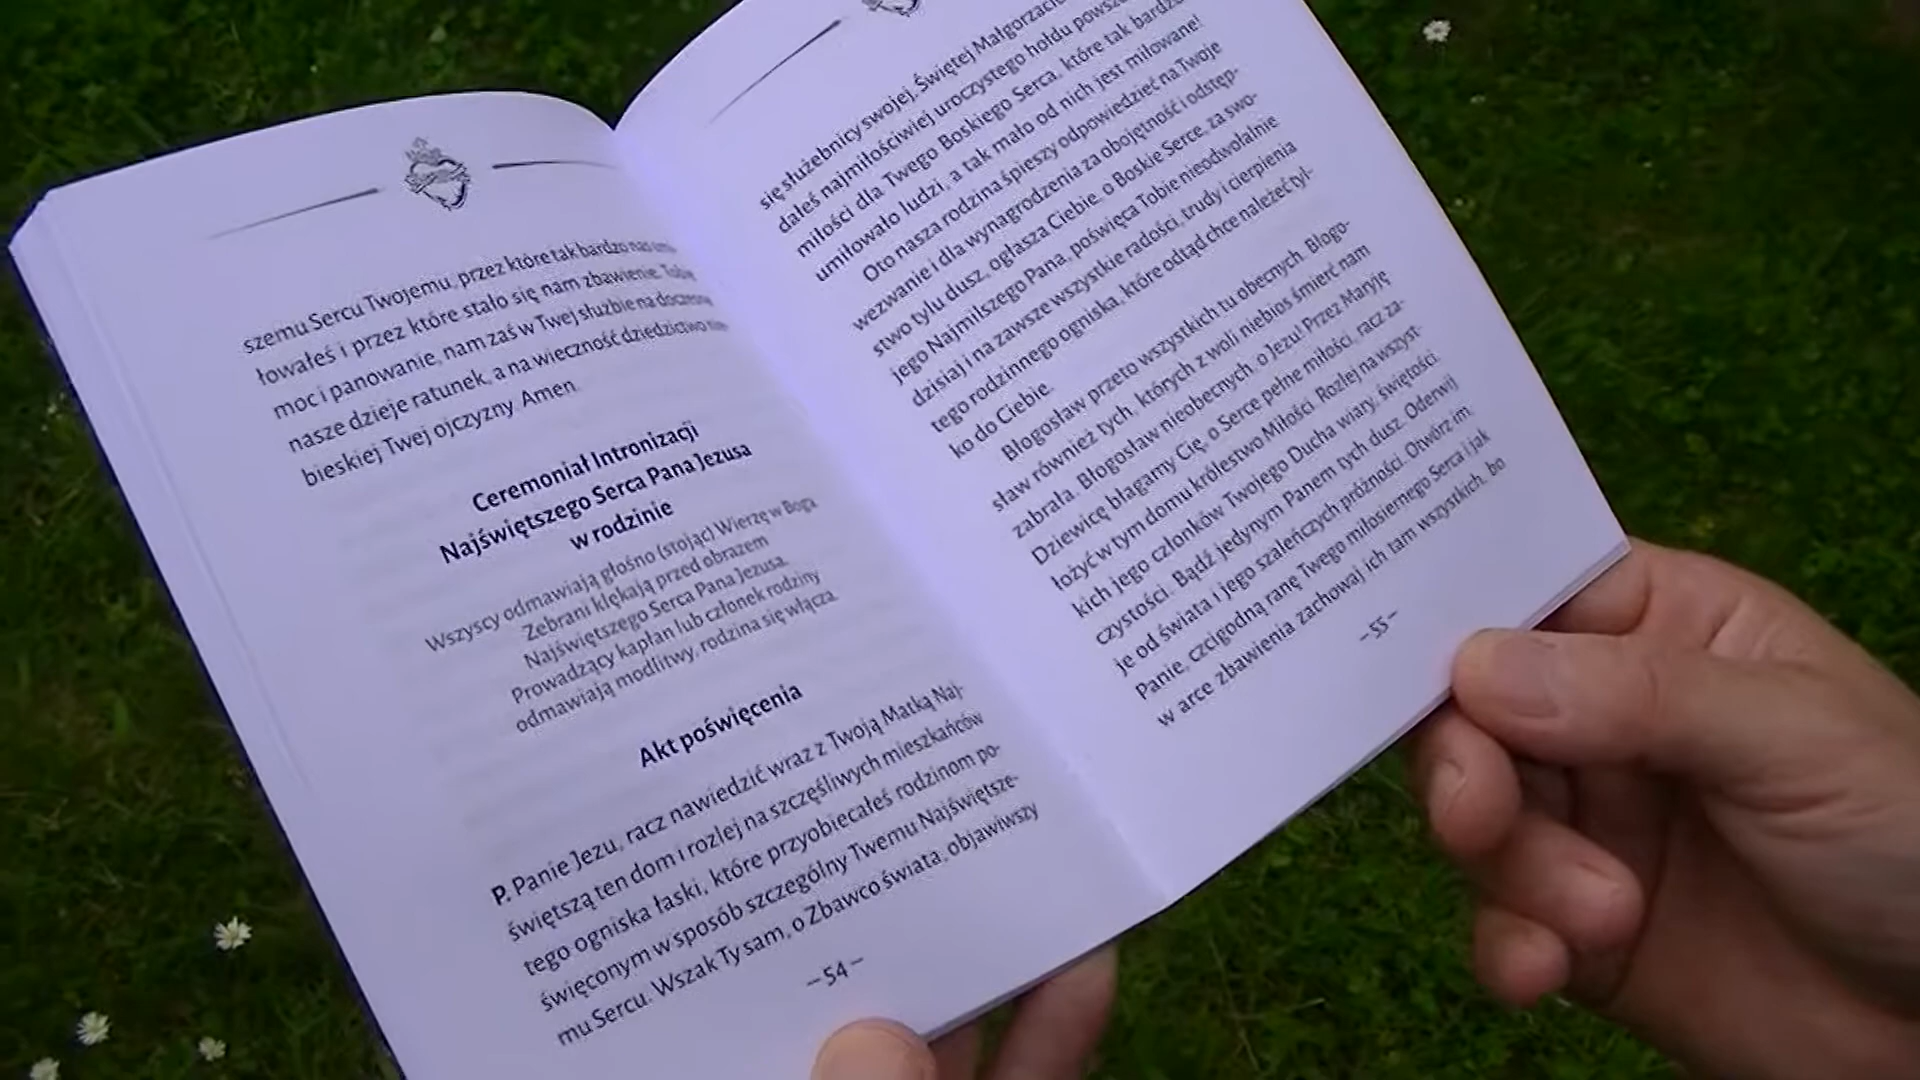 szemu Sercu Twojemu, przez które tak bardzo nas
łowałeś i przez które stało się nam zbawienie. Tobie
moc i panowanie, nam zaś w Twej służbie na doczesne
nasze dzieje ratunek, a na wieczność dziedzictwo
bieskiej Twej ojczyzny. Amen.
Ceremoniał Intronizacji
Najświętszego Serca Pana Jezusa
w rodzinie
Wszyscy odmawiają głośno (stojąc) Wierzę w Boga.
Zebrani klękają przed obrazem
Najświętszego Serca Pana Jezusa.
Prowadzący kapłan lub członek rodziny
odmawiają modlitwy, rodzina się włącza.
Akt poświęcenia
P. Panie Jezu, racz nawiedzić wraz z Twoją Matką Naj-
świętszą ten dom i rozlej na szczęśliwych mieszkańców
tego ogniska łaski, które przyobiecałeś rodzinom po-
święconym w sposób szczególny Twemu Najświętsze-
mu Sercu. Wszak Ty sam, o Zbawco świata, objawiwszy
– 54 –
się służebnicy swojej, Świętej Małgorzacie
dałeś najmiłościwiej uroczystego hołdu
miłości dla Twego Boskiego Serca, które tak bardzo
umiłowało ludzi, a tak mało od nich jest miłowane!
Oto nasza rodzina śpieszy odpowiedzieć na Twoje
wezwanie i dla wynagrodzenia za obojętność i odstęp-
stwo tylu dusz, ogłasza Ciebie, o Boskie Serce, za swo-
jego Najmilszego Pana, poświęca Tobie nieodwołalnie
dzisiaj i na zawsze wszystkie radości, trudy i cierpienia
tego rodzinnego ogniska, które odtąd chce należeć tyl-
ko do Ciebie.
Błogosław przeto wszystkich tu obecnych. Błogo-
sław również tych, których z woli niebios śmierć nam
zabrała. Błogosław nieobecnych, o Jezu! Przez Maryję
Dziewicę błagamy Cię, o Serce pełne miłości, racz za-
łożyć w tym domu królestwo Miłości. Rozlej na wszyst-
kich jego członków Twojego Ducha wiary, świętości,
czystości. Bądź jedynym Panem tych dusz. Oderwij
je od świata i jego szaleńczych próżności. Otwórz im,
Panie, czcigodną ranę Twego miłosiernego Serca i jak
w arce zbawienia zachowaj ich tam wszystkich, bo
– 55 –